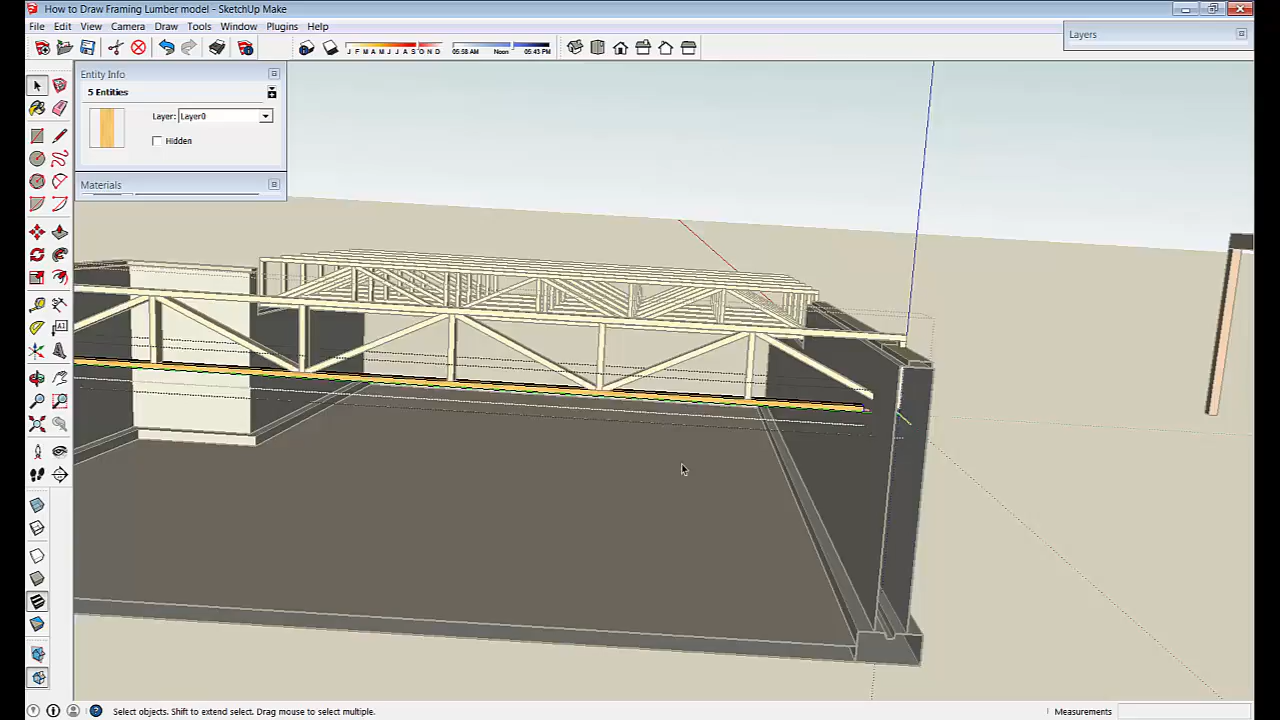 How to Draw Framing Lumber model - SketchUp Make
File Edit View Camera Draw Tools Window Plugins Help
J F M A M J J A S O N D 05:58 AM Noon 05:43 PM
Layers
Entity Info
5 Entities
Layer: Layer0
Hidden
Materials
A1
Select objects. Shift to extend select. Drag mouse to select multiple.
Measurements